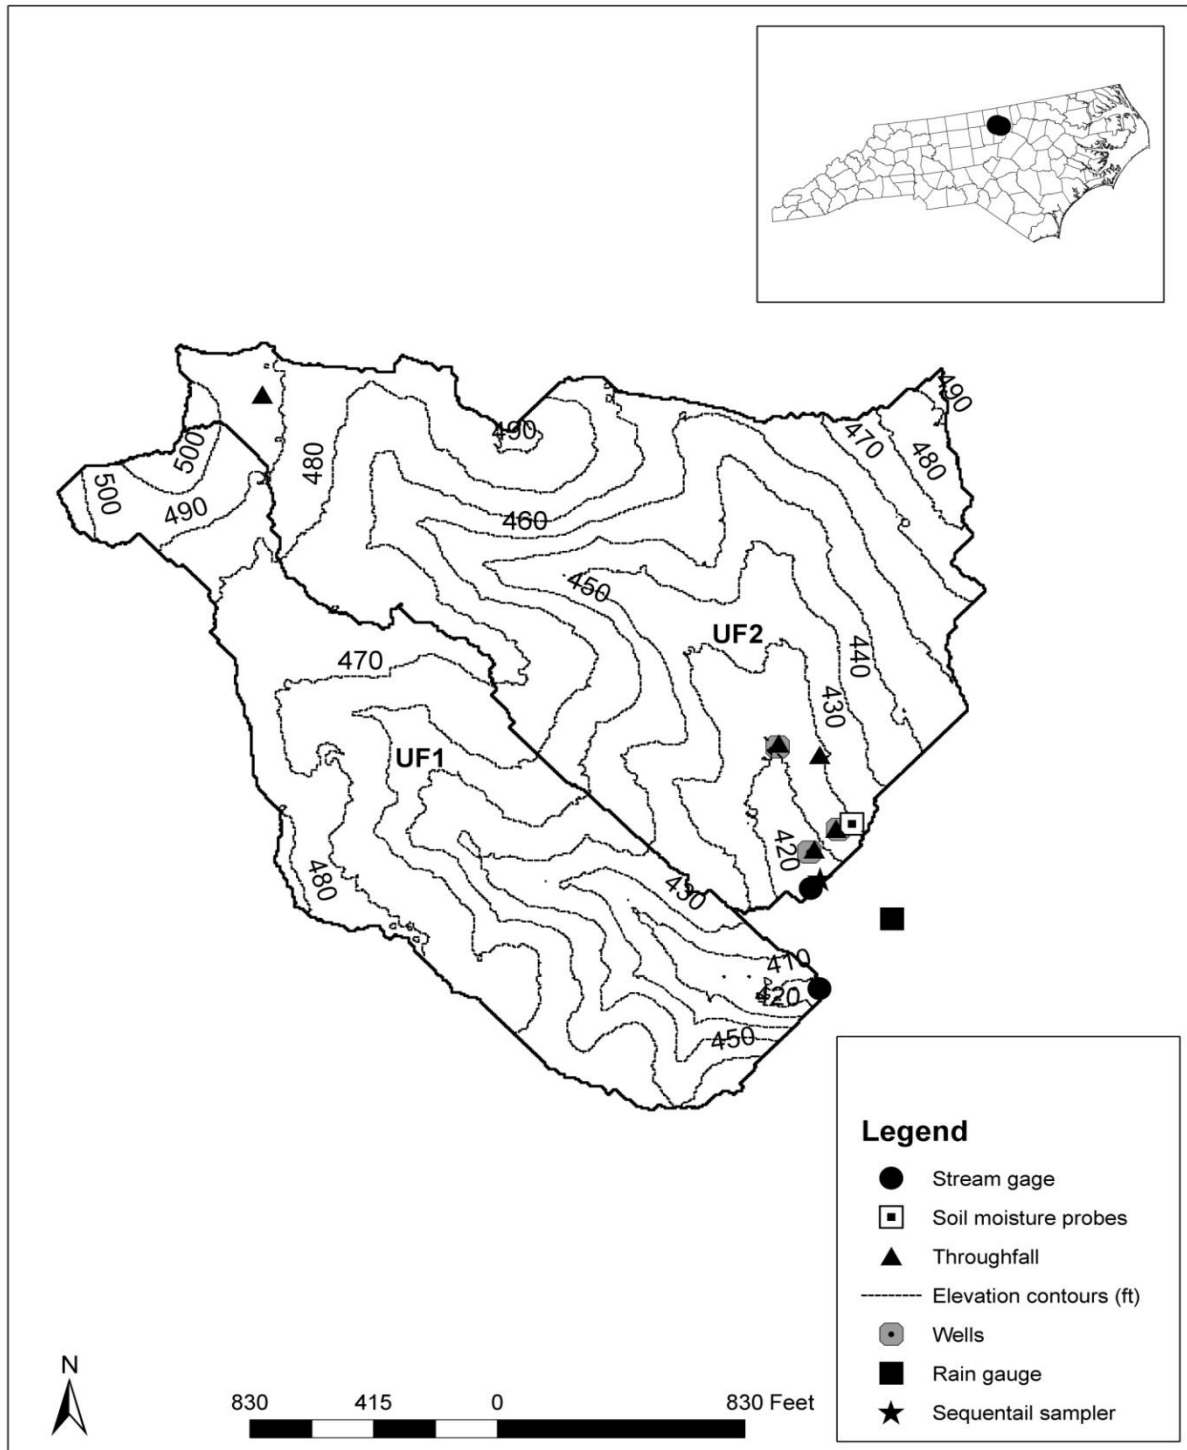 490
490
470
480
500
480
500
490
460
450
UF2
440
470
430
UF1
420
480
430
410
420
450
Legend
Stream gage
Soil moisture probes
Throughfall
Elevation contours (ft)
Wells
Rain gauge
Sequentail sampler
N
830 415 0 830 Feet